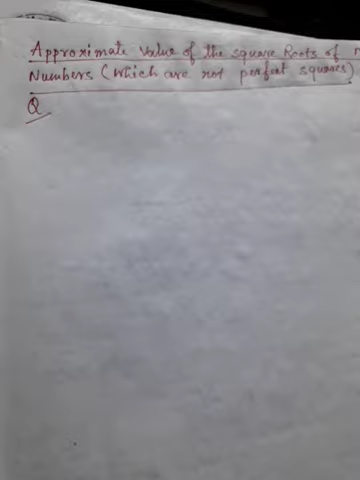 Approximate Value of the square Roots of
Numbers (which are not perfect squares)
Q